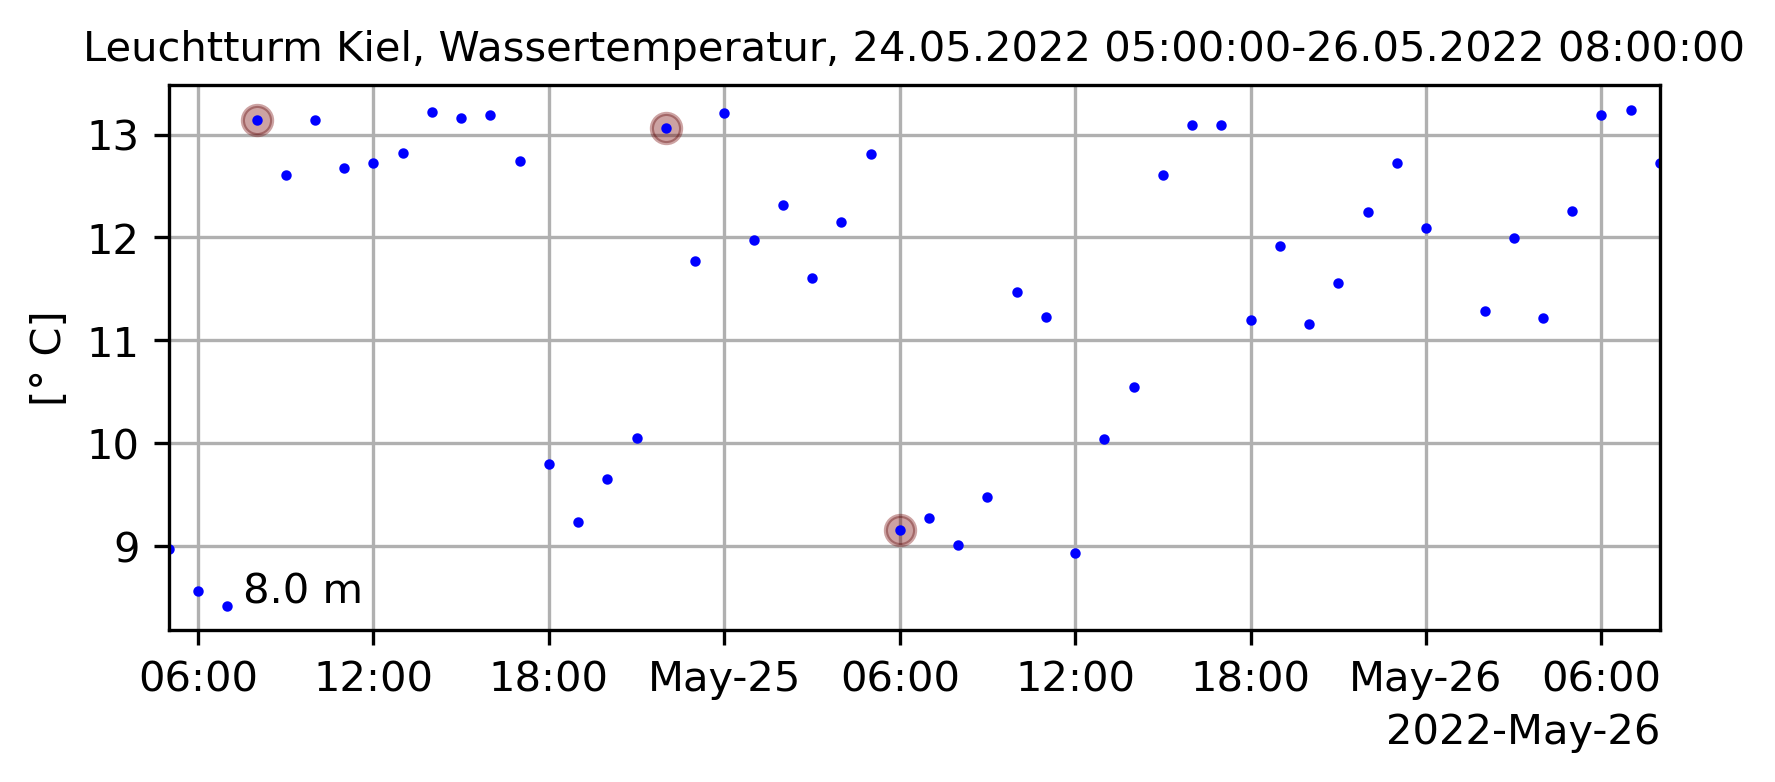 Leuchtturm Kiel, Wassertemperatur, 24.05.2022 05:00:00-26.05.2022 08:00:00
[° C]
13
12
11
10
9
8.0 m
06:00 12:00 18:00 May-25 06:00 12:00 18:00 May-26 06:00
2022-May-26